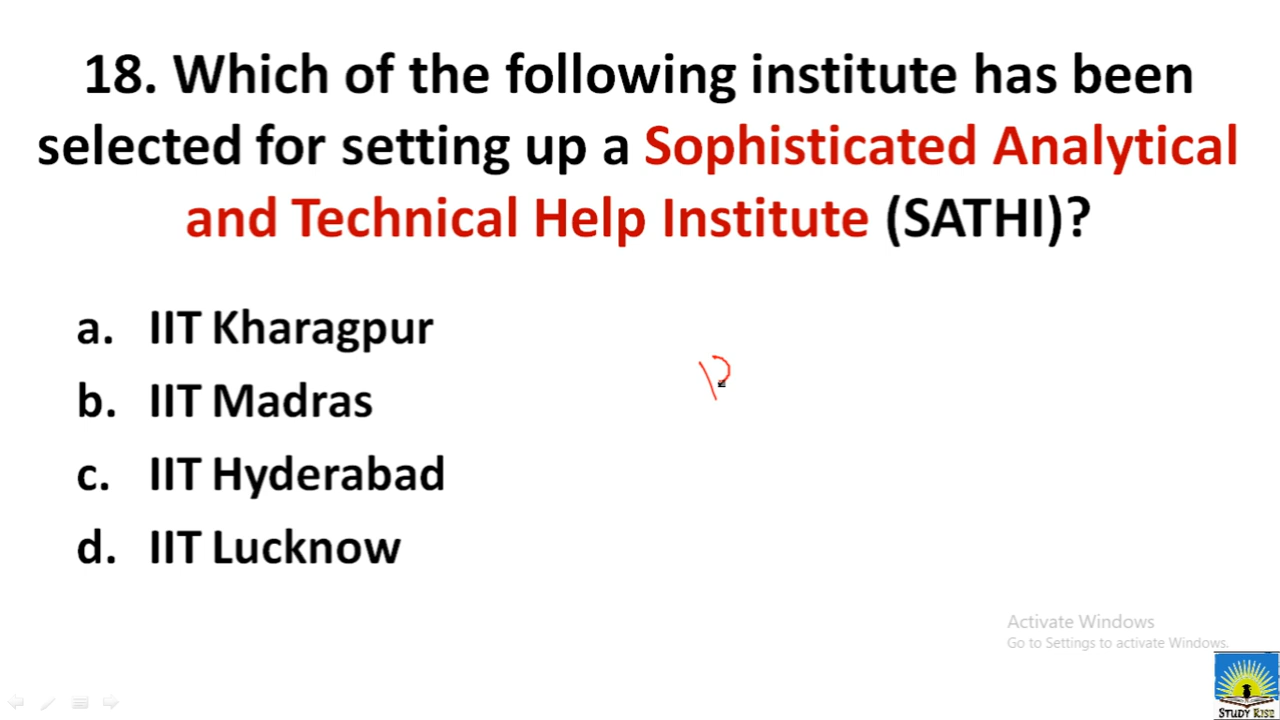 18. Which of the following institute has been
selected for setting up a Sophisticated Analytical
and Technical Help Institute (SATHI)?
a. IIT Kharagpur
b. IIT Madras
c. IIT Hyderabad
d. IIT Lucknow
Activate Windows
Go to Settings to activate Windows.
STUDY RISE